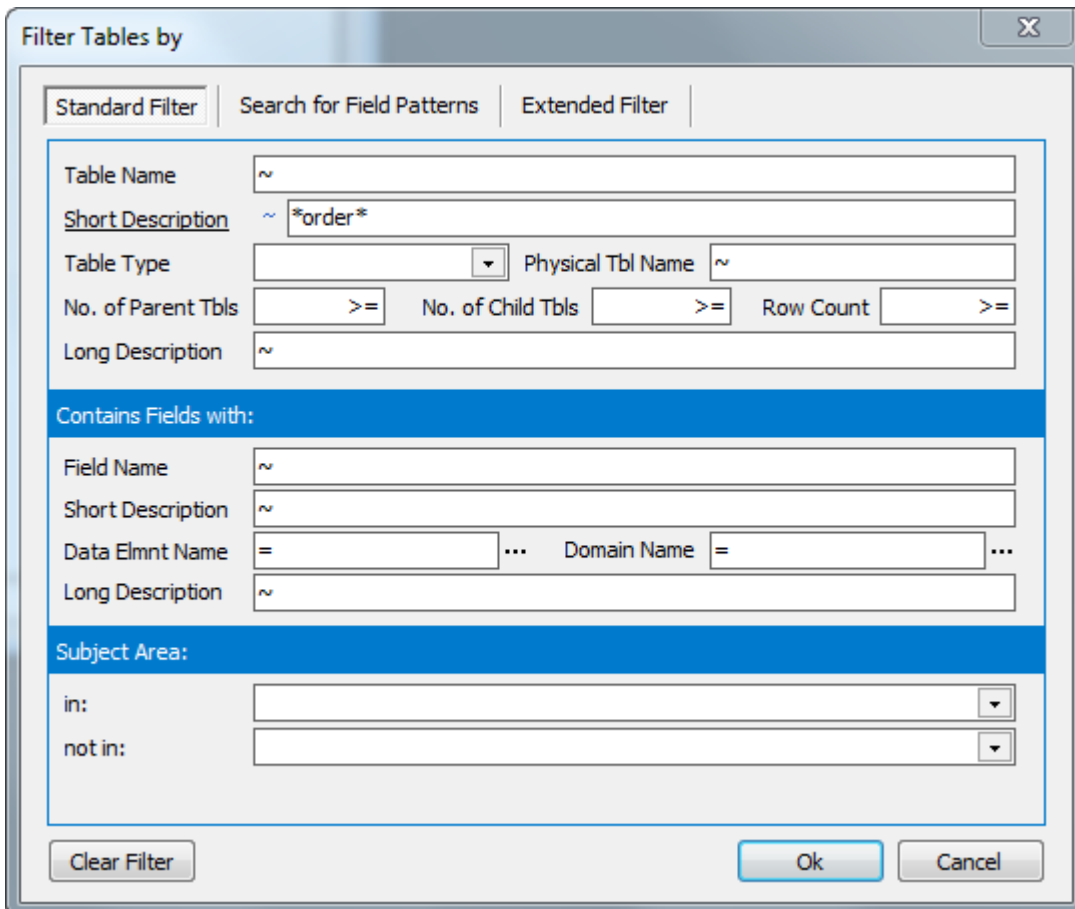 Filter Tables by
Standard Filter Search for Field Patterns Extended Filter
Table Name ~
Short Description ~ *order*
Table Type Physical Tbl Name ~
No. of Parent Tbls >= No. of Child Tbls >= Row Count >=
Long Description ~
Contains Fields with:
Field Name ~
Short Description ~
Data Elmnt Name = ... Domain Name = ...
Long Description ~
Subject Area:
in:
not in:
Clear Filter Ok Cancel